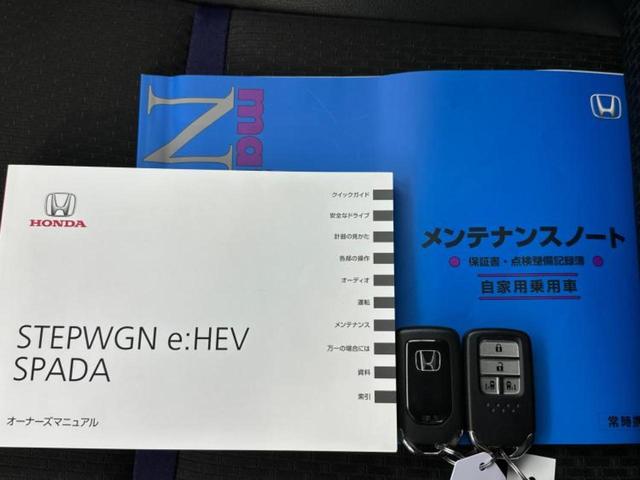 HONDA
STEPWGN e:HEV
SPADA
オーナーズマニュアル
クイックガイド
安全なドライブ
計器の見かた
各部の操作
オーディオ
運転
メンテナンス
万一の場合には
資料
索引
ma
N
メンテナンスノート
保証書・点検整備記録簿
自家用乗用車
常時